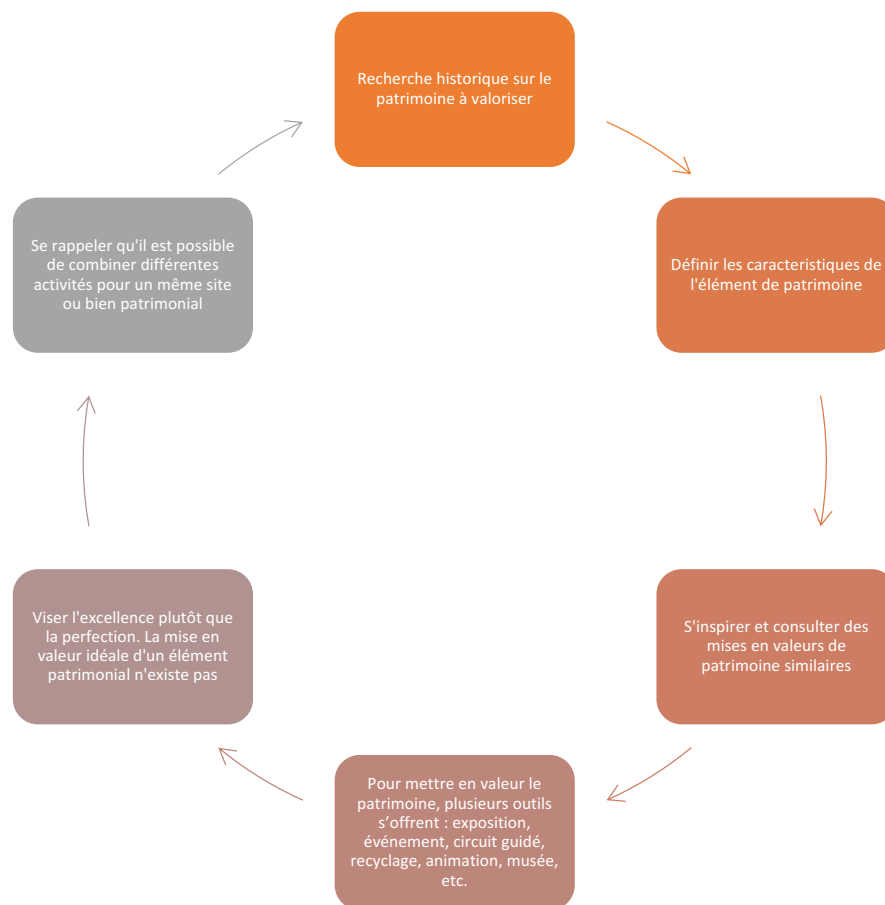 Recherche historique sur le
patrimoine à valoriser
Définir les caracteristiques de
l'élément de patrimoine
S'inspirer et consulter des
mises en valeurs de
patrimoine similaires
Pour mettre en valeur le
patrimoine, plusieurs outils
s’offrent : exposition,
événement, circuit guidé,
recyclage, animation, musée,
etc.
Viser l'excellence plutôt que
la perfection. La mise en
valeur idéale d'un élément
patrimonial n'existe pas
Se rappeler qu'il est possible
de combiner différentes
activités pour un même site
ou bien patrimonial